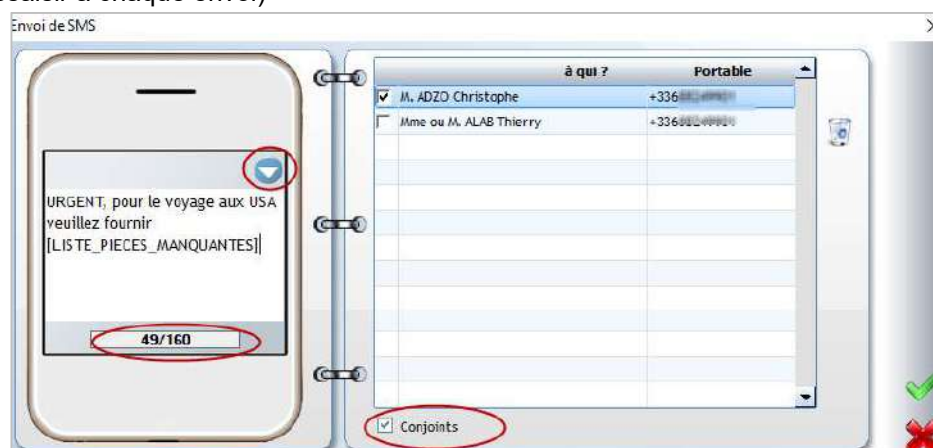 Envoi de SMS
URGENT, pour le voyage aux USA
veuillez fournir
[LISTE_PIECES_MANQUANTES]
49/160
à qui ? Portable
M. ADZO Christophe +336
Mme ou M. ALAB Thierry +336
Conjoints